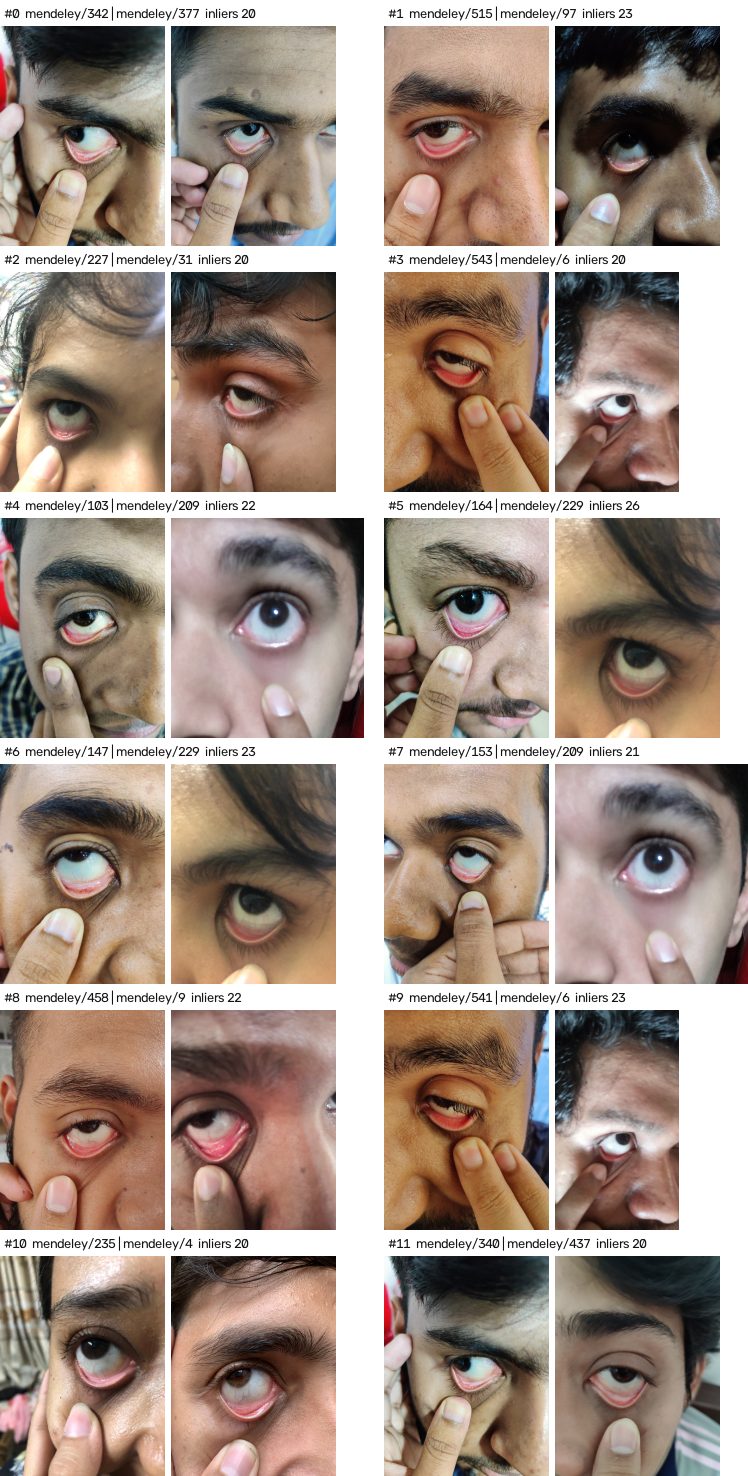 #0 mendeley/342 | mendeley/377 inliers 20
#1 mendeley/515 | mendeley/97 inliers 23
#2 mendeley/227 | mendeley/31 inliers 20
#3 mendeley/543 | mendeley/6 inliers 20
#4 mendeley/103 | mendeley/209 inliers 22
#5 mendeley/164 | mendeley/229 inliers 26
#6 mendeley/147 | mendeley/229 inliers 23
#7 mendeley/153 | mendeley/209 inliers 21
#8 mendeley/458 | mendeley/9 inliers 22
#9 mendeley/541 | mendeley/6 inliers 23
#10 mendeley/235 | mendeley/4 inliers 20
#11 mendeley/340 | mendeley/437 inliers 20